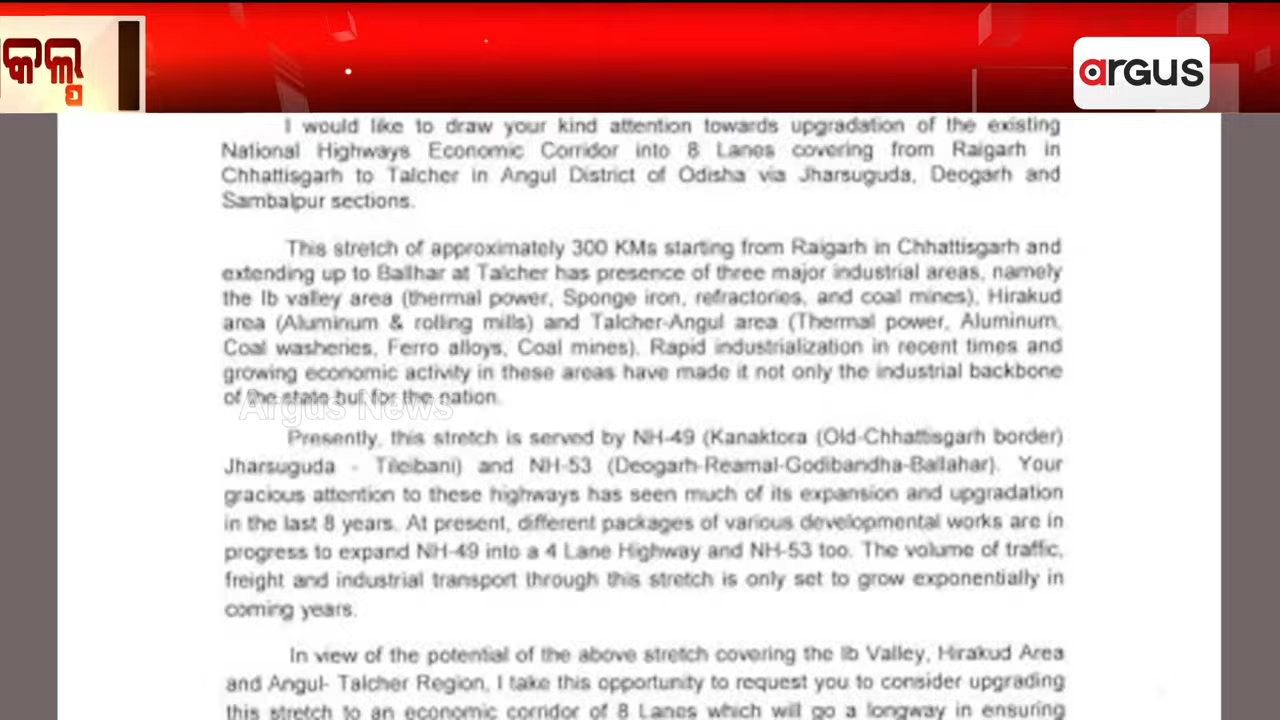 କଳ୍ପ
argus
I would like to draw your kind attention towards upgradation of the existing
National Highways Economic Corridor into 8 Lanes covering from Raigarh in
Chhattisgarh to Talcher in Angul District of Odisha via Jharsuguda, Deogarh and
Sambalpur sections.
This stretch of approximately 300 KMs starting from Raigarh in Chhattisgarh and
extending up to Ballhar at Talcher has presence of three major industrial areas, namely
the Ib valley area (thermal power, Sponge iron, refractories, and coal mines), Hirakud
area (Aluminum & rolling mills) and Talcher-Angul area (Thermal power, Aluminum,
Coal washeries, Ferro alloys, Coal mines). Rapid industrialization in recent times and
growing economic activity in these areas have made it not only the industrial backbone
of the state but for the nation.
Argus News
Presently, this stretch is served by NH-49 (Kanaktora (Old-Chhattisgarh border)
Jharsuguda - Tileibani) and NH-53 (Deogarh-Reamal-Godibandha-Ballahar). Your
gracious attention to these highways has seen much of its expansion and upgradation
in the last 8 years. At present, different packages of various developmental works are in
progress to expand NH-49 into a 4 Lane Highway and NH-53 too. The volume of traffic,
freight and industrial transport through this stretch is only set to grow exponentially in
coming years.
In view of the potential of the above stretch covering the Ib Valley, Hirakud Area
and Angul- Talcher Region, I take this opportunity to request you to consider upgrading
this stretch to an economic corridor of 8 Lanes which will go a longway in ensuring